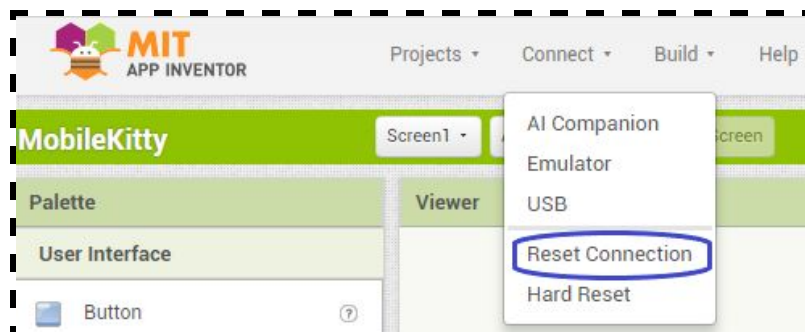 MIT
APP INVENTOR
Projects
Connect
Build
Help
MobileKitty
Screen1
AI Companion
Emulator
USB
Reset Connection
Hard Reset
Palette
Viewer
User Interface
Button
?